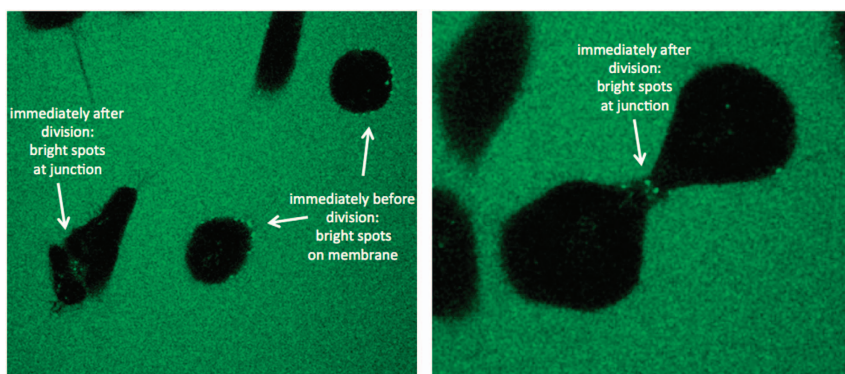 immediately after
division:
bright spots
at junction
immediately before
division:
bright spots
on membrane
immediately after
division:
bright spots
at junction